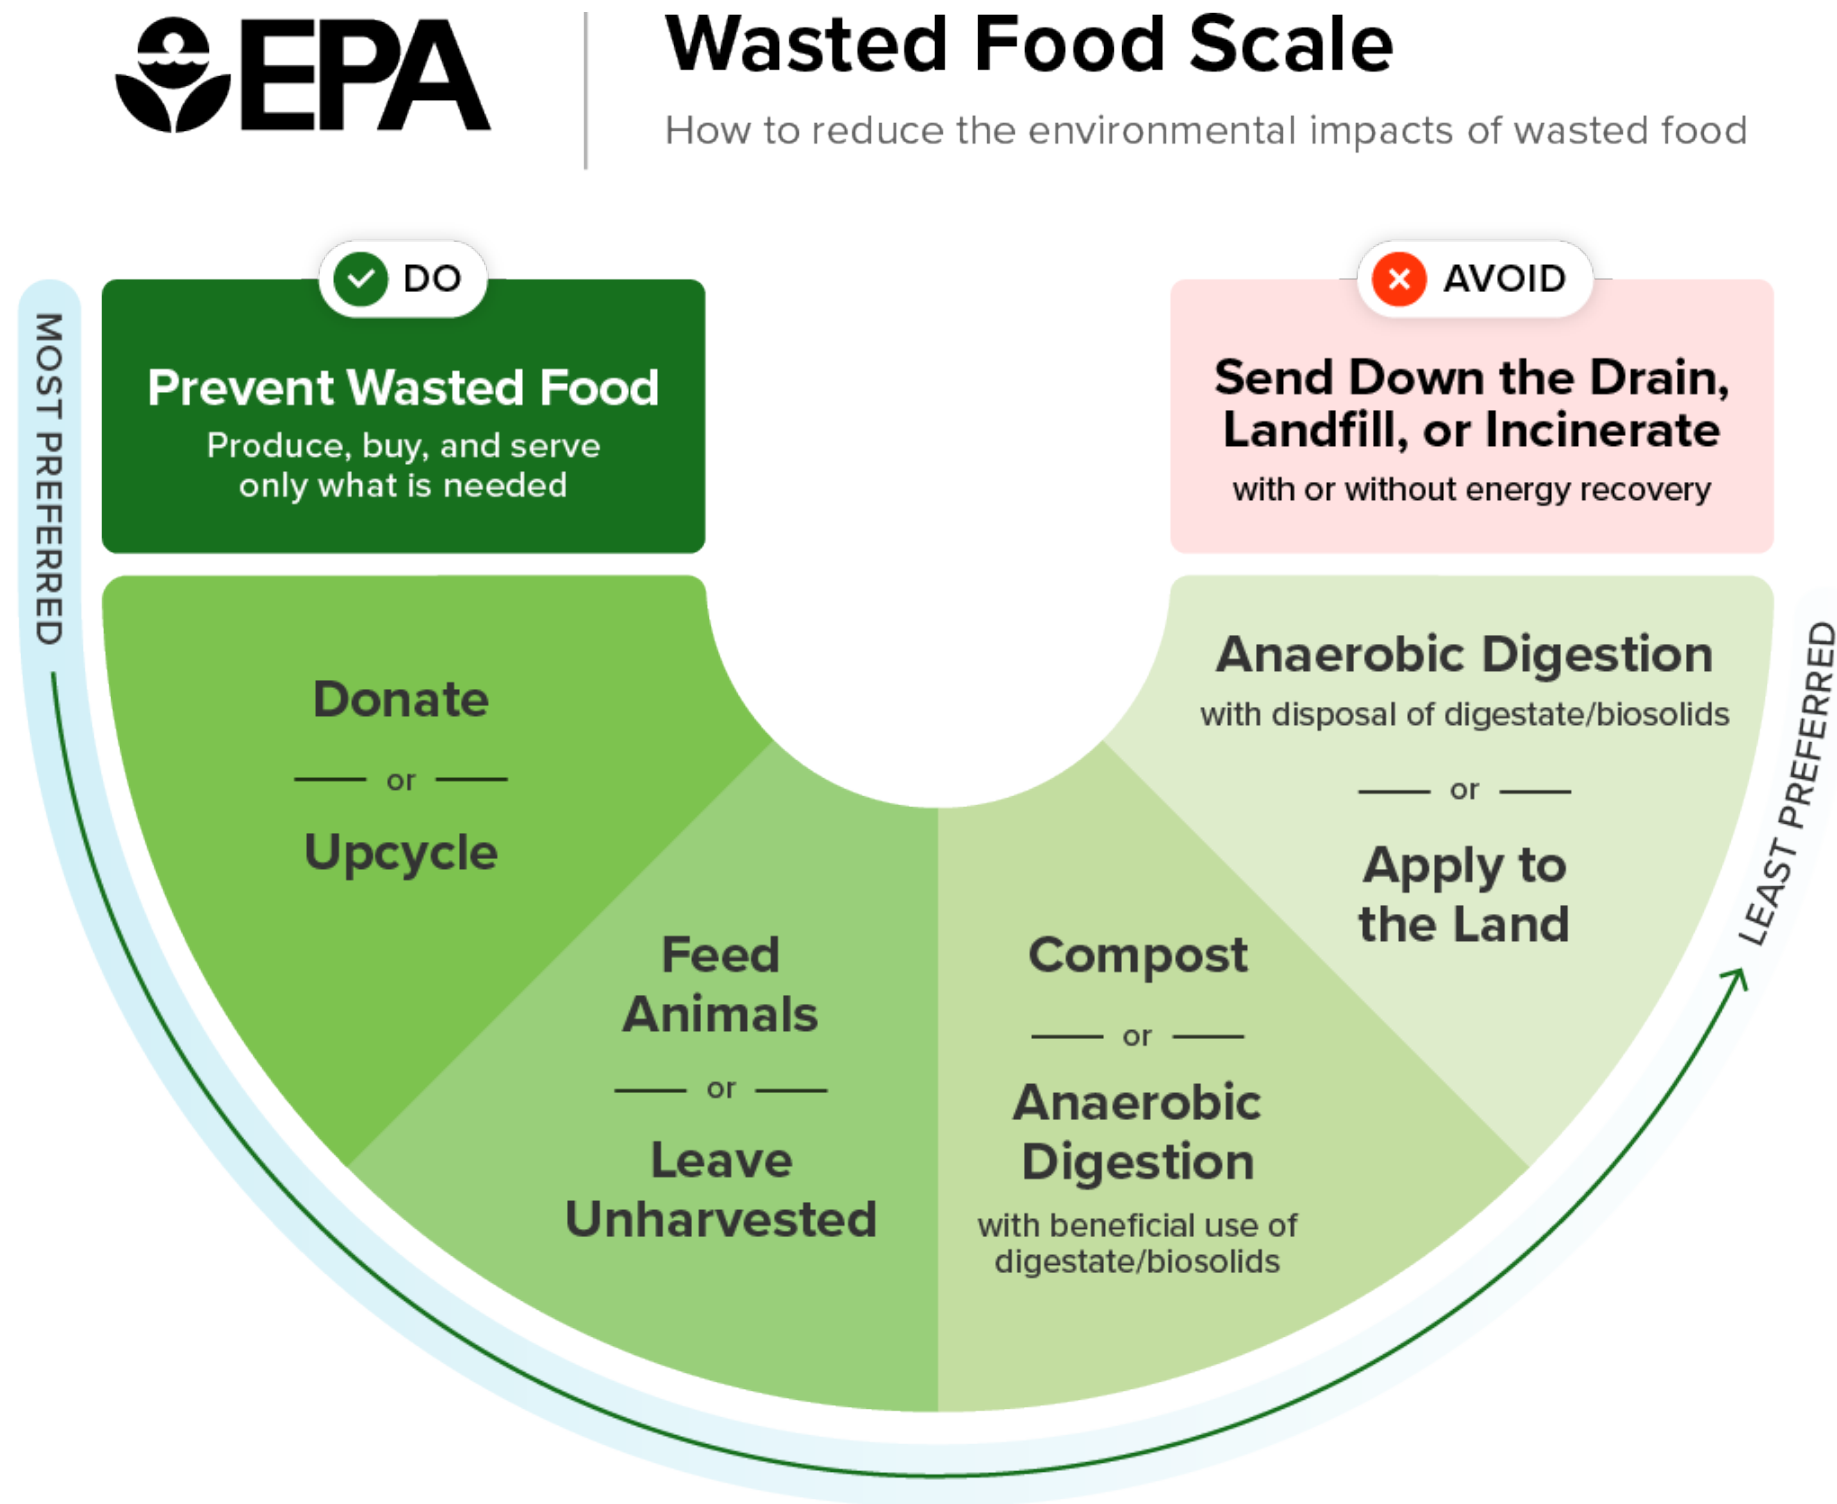 EPA
Wasted Food Scale
How to reduce the environmental impacts of wasted food
MOST PREFERRED
DO
Prevent Wasted Food
Produce, buy, and serve
only what is needed
Donate
or
Upcycle
Feed
Animals
or
Leave
Unharvested
Compost
or
Anaerobic
Digestion
with beneficial use of
digestate/biosolids
Anaerobic Digestion
with disposal of digestate/biosolids
or
Apply to
the Land
AVOID
Send Down the Drain,
Landfill, or Incinerate
with or without energy recovery
LEAST PREFERRED